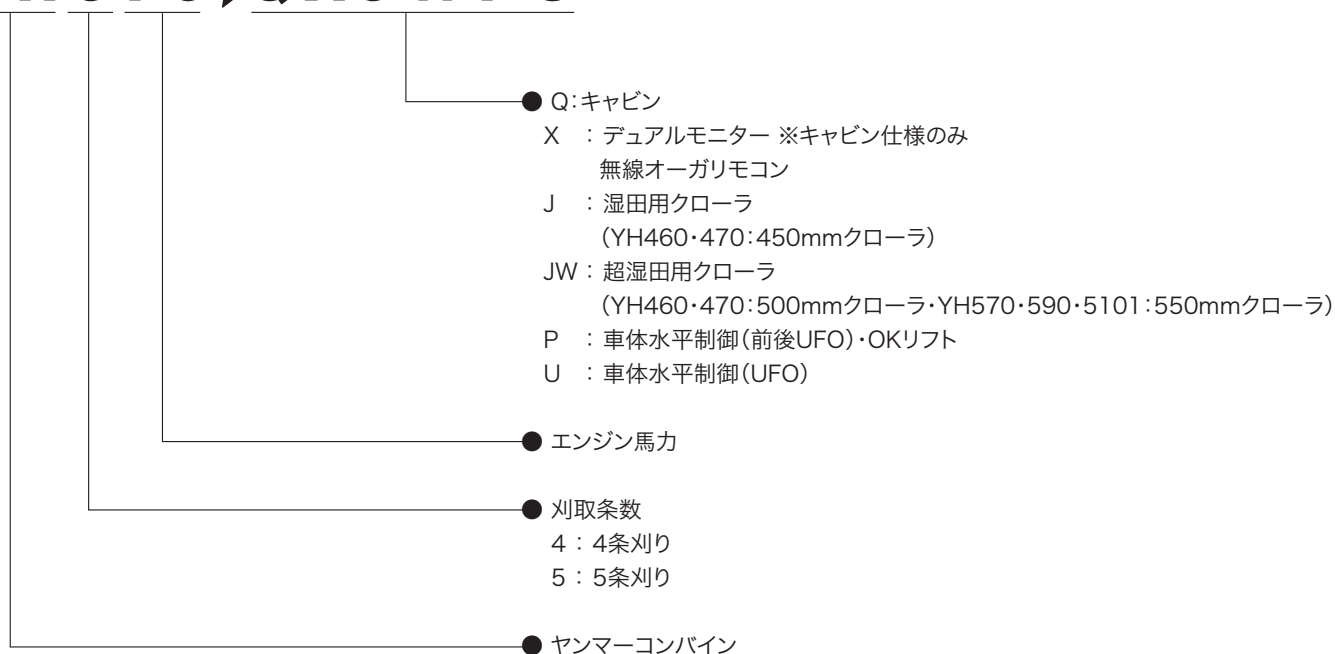 ● Q：キャビン
X ：デュアルモニター ※キャビン仕様のみ
無線オーガリモコン
J ：湿田用クローラ
（YH460・470：450mmクローラ）
JW：超湿田用クローラ
（YH460・470：500mmクローラ・YH570・590・5101：550mmクローラ）
P ：車体水平制御（前後UFO）・OKリフト
U ：車体水平制御（UFO）
● エンジン馬力
● 刈取条数
4：4条刈り
5：5条刈り
● ヤンマーコンバイン